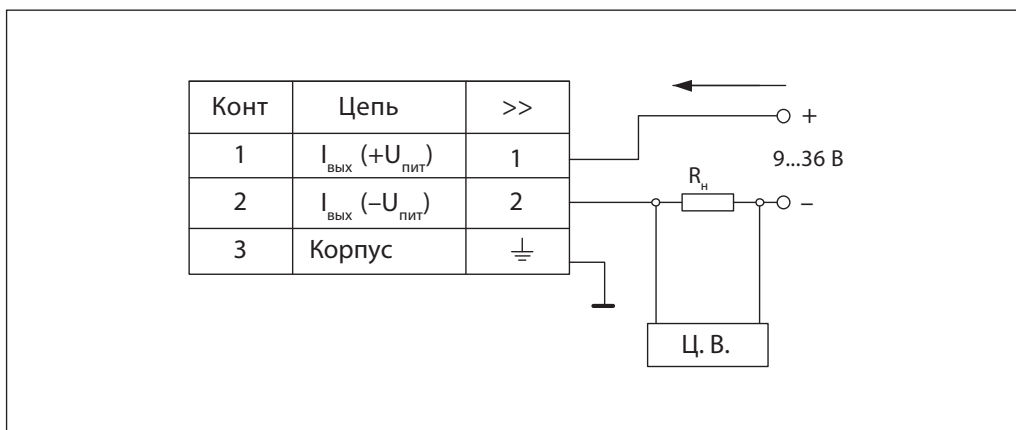 Конт Цепь >>
1 Iвых (+Uпит) 1
2 Iвых (–Uпит) 2
3 Корпус
+
9...36 В
Rн
–
Ц. В.